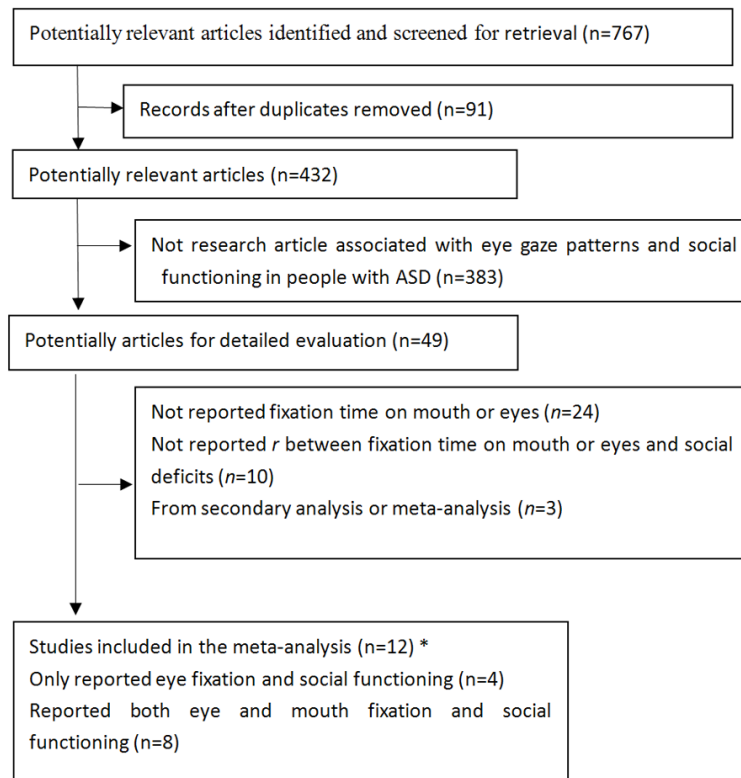 Potentially relevant articles identified and screened for retrieval (n=767)
Records after duplicates removed (n=91)
Potentially relevant articles (n=432)
Not research article associated with eye gaze patterns and social
functioning in people with ASD (n=383)
Potentially articles for detailed evaluation (n=49)
Not reported fixation time on mouth or eyes (n=24)
Not reported r between fixation time on mouth or eyes and social
deficits (n=10)
From secondary analysis or meta-analysis (n=3)
Studies included in the meta-analysis (n=12) *
Only reported eye fixation and social functioning (n=4)
Reported both eye and mouth fixation and social
functioning (n=8)